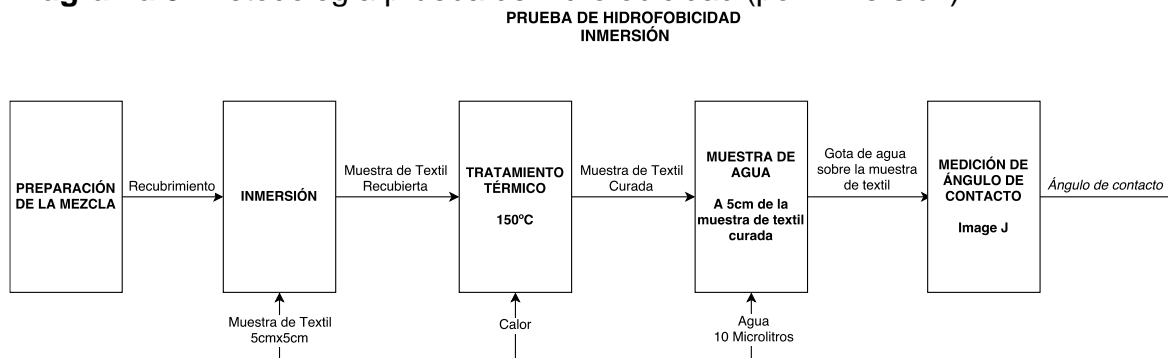 PRUEBA DE HIDROFOBICIDAD
INMERSIÓN
PREPARACIÓN
DE LA MEZCLA
Recubrimiento
INMERSIÓN
Muestra de Textil
Recubierta
TRATAMIENTO
TÉRMICO
150ºC
Muestra de Textil
Curada
MUESTRA DE
AGUA
A 5cm de la
muestra de textil
curada
Gota de agua
sobre la muestra
de textil
MEDICIÓN DE
ÁNGULO DE
CONTACTO
Image J
Ángulo de contacto
Muestra de Textil
5cmx5cm
Calor
Agua
10 Microlitros